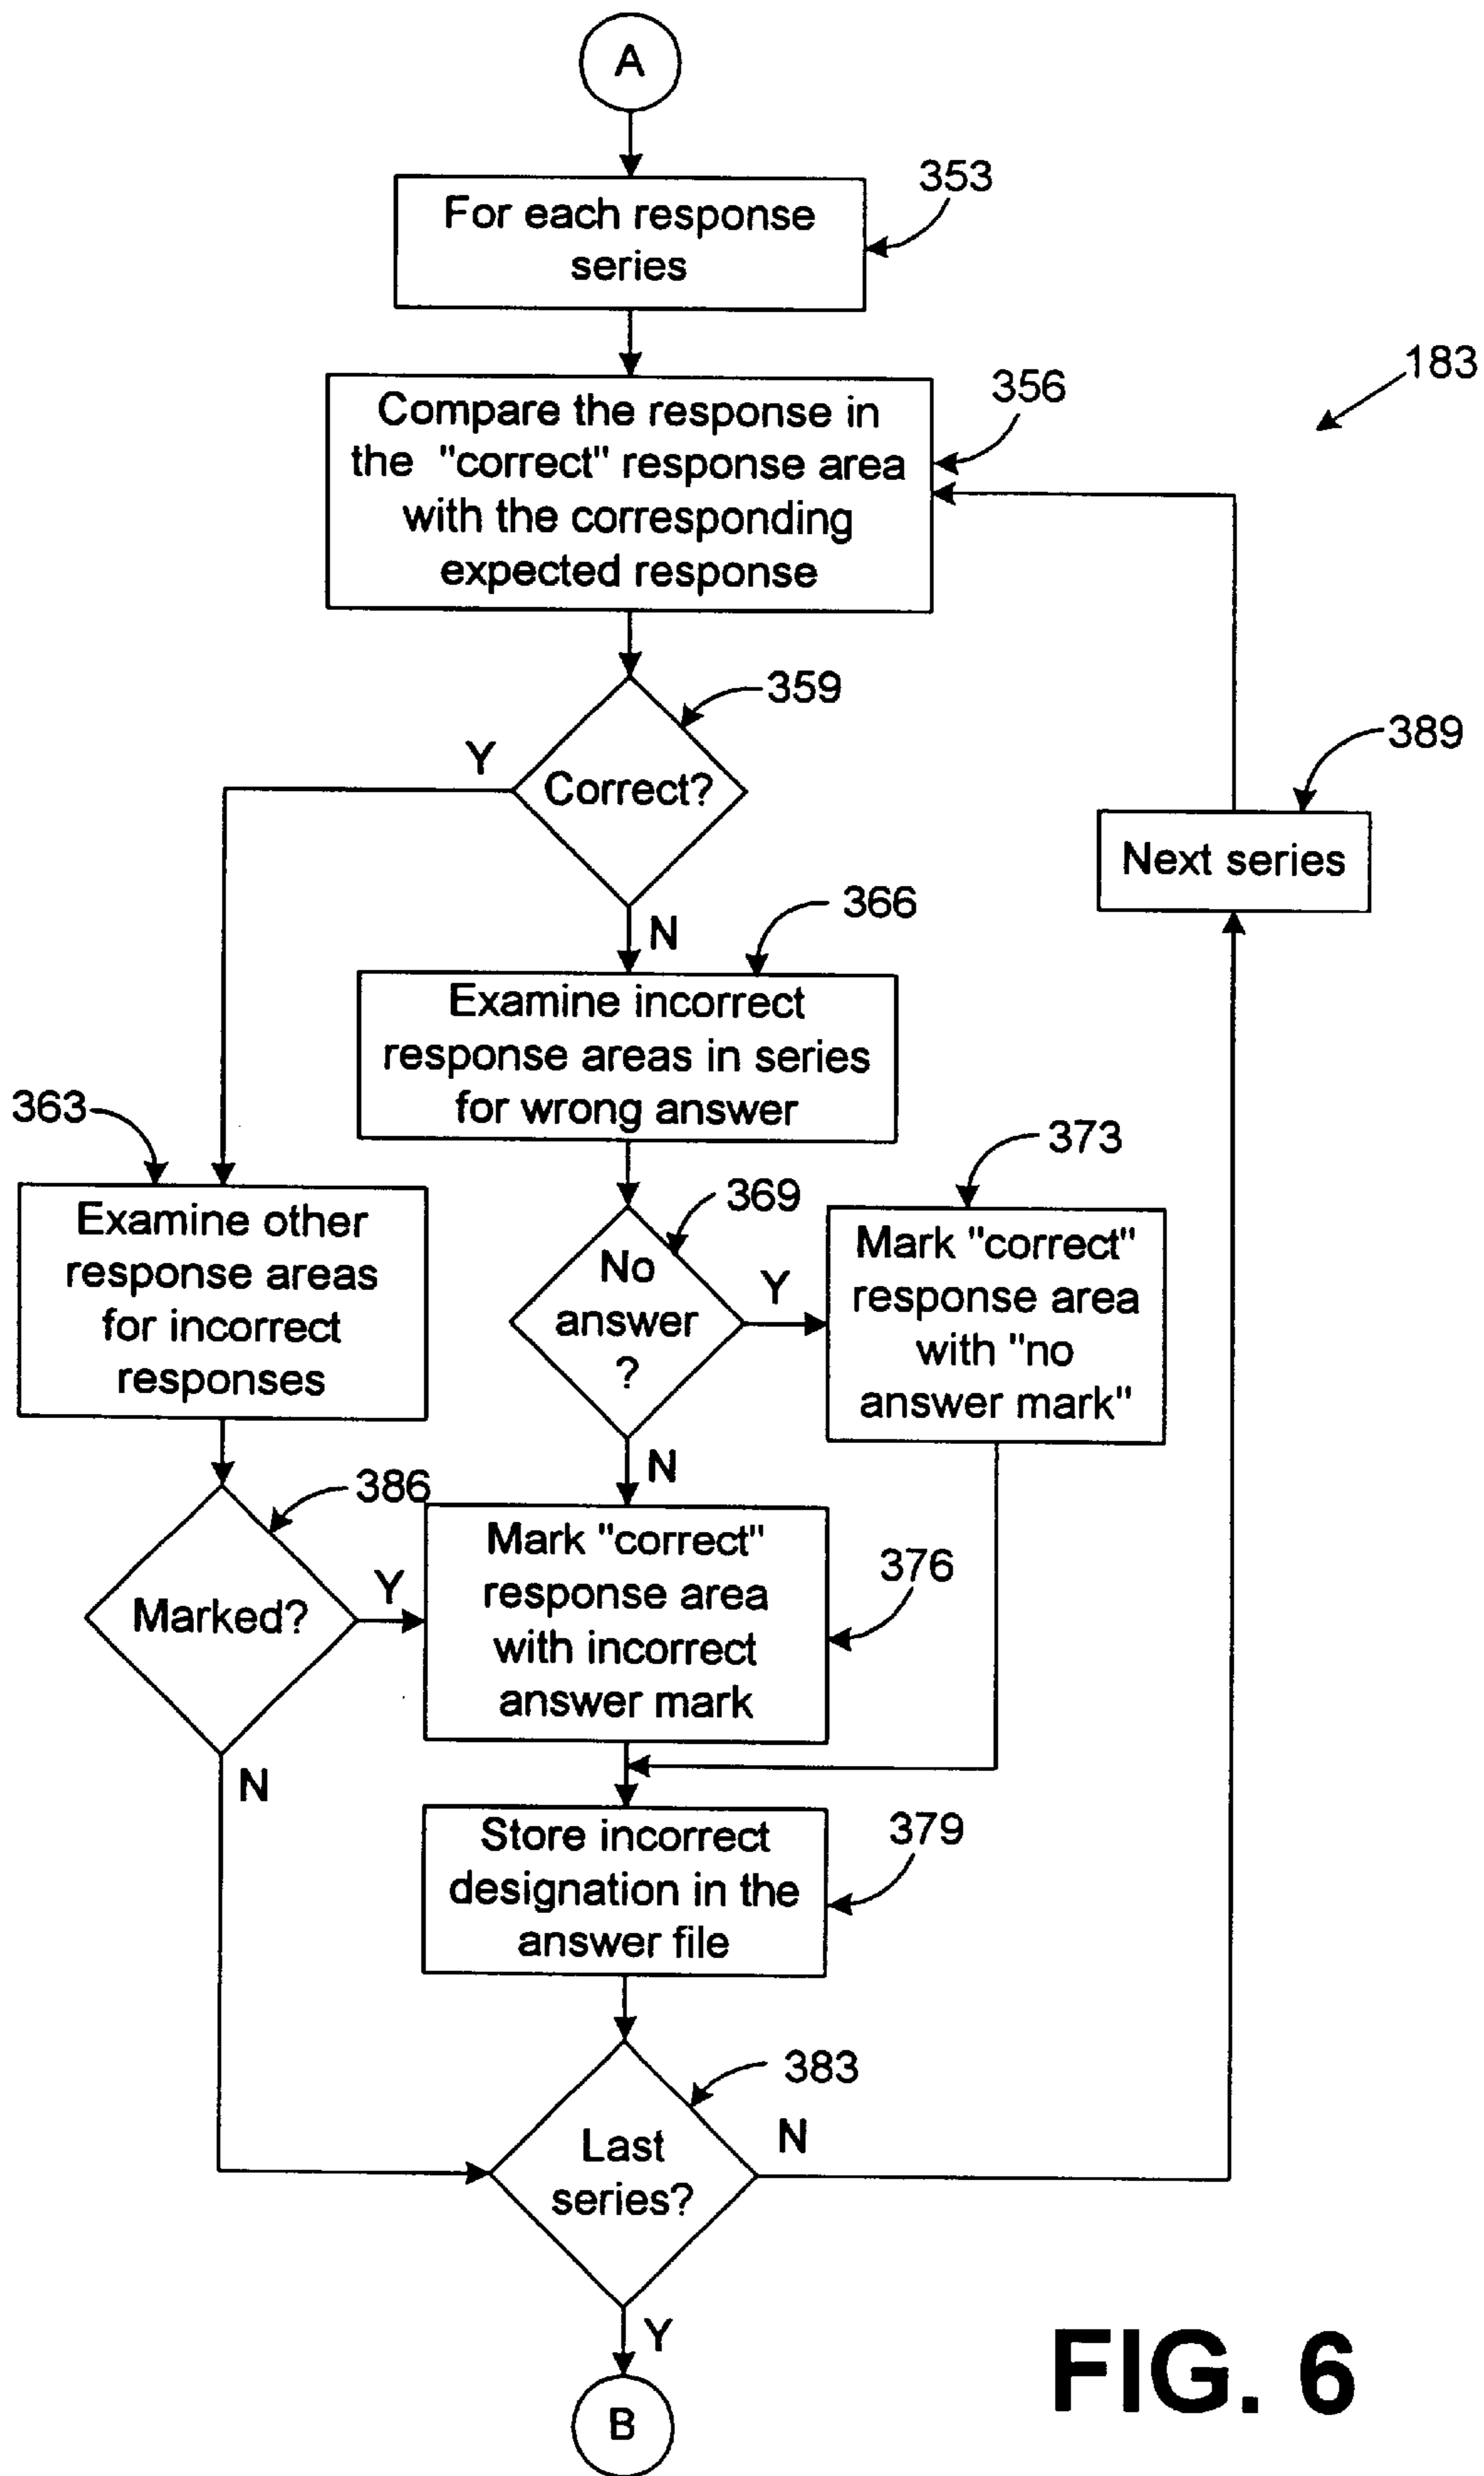 A
353
For each response
series
183
356
Compare the response in
the "correct" response area
with the corresponding
expected response
359
Y
Correct?
389
Next series
N
366
Examine incorrect
response areas in series
for wrong answer
363
Examine other
response areas
for incorrect
responses
369
No
answer
?
Y
373
Mark "correct"
response area
with "no
answer mark"
N
386
Marked?
Y
Mark "correct"
response area
with incorrect
answer mark
376
N
Store incorrect
designation in the
answer file
379
383
Last
series?
N
Y
B
FIG. 6